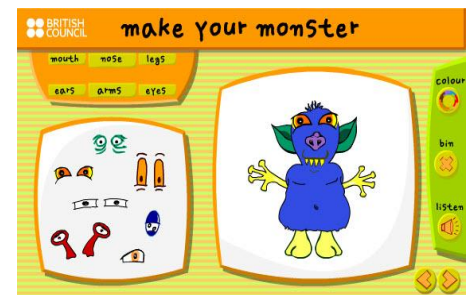 BRITISH
COUNCIL
make your monster
mouth nose legs
ears arms eyes
colour
bin
listen